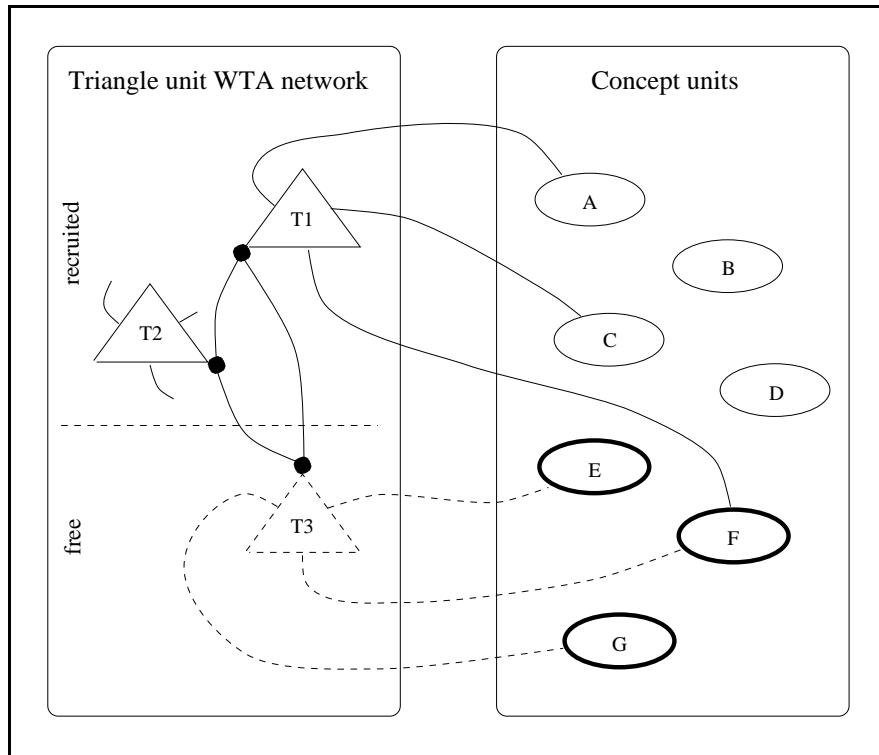 Triangle unit WTA network
Concept units
recruited
free
T1
T2
T3
A
B
C
D
E
F
G